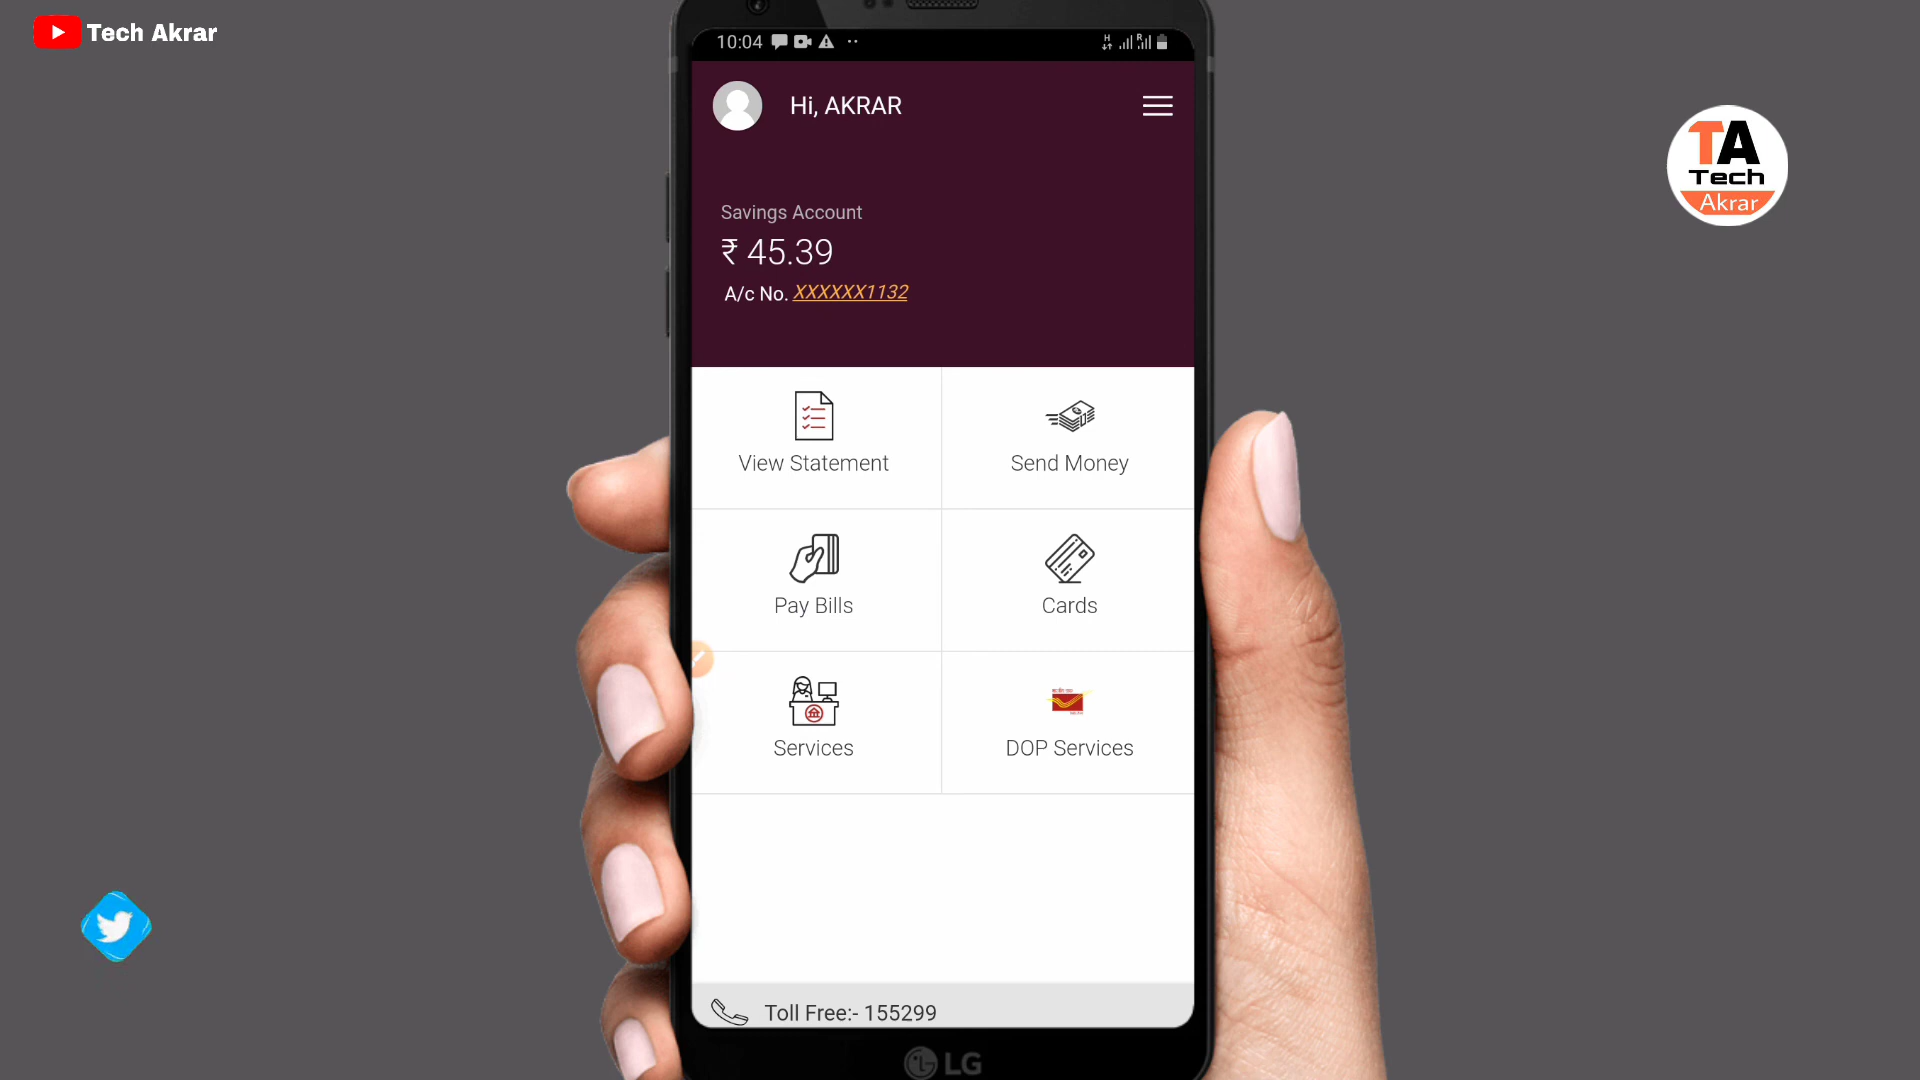 Tech Akrar
10:04
H
R
Hi, AKRAR
TA
Tech
Akrar
Savings Account
₹ 45.39
A/c No. XXXXXX1132
View Statement
Send Money
Pay Bills
Cards
Services
DOP Services
Toll Free:- 155299
LG